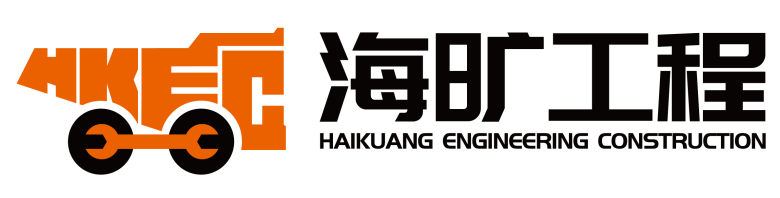 HKEC
海旷工程
HAIKUANG ENGINEERING CONSTRUCTION